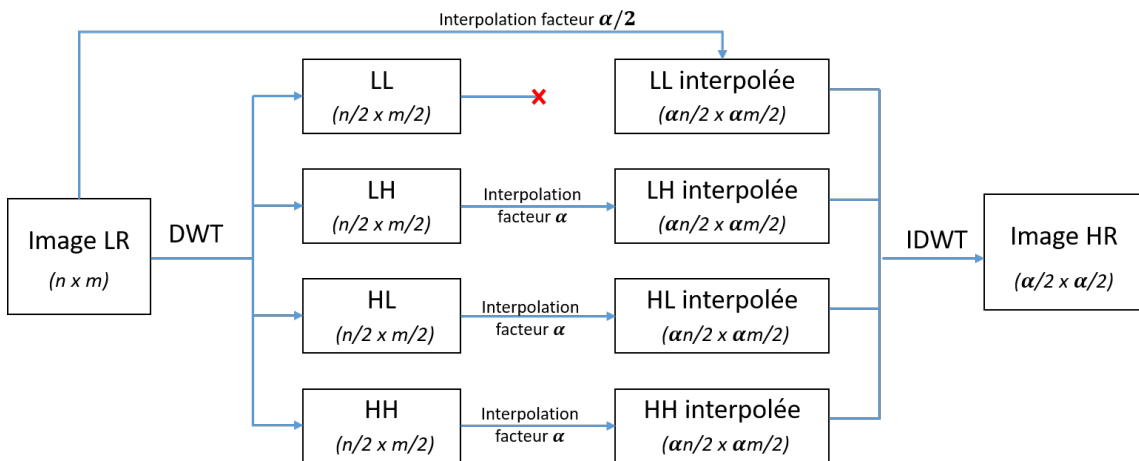 Interpolation facteur α/2
LL
(n/2 x m/2)
LL interpolée
(αn/2 x αm/2)
LH
(n/2 x m/2)
Interpolation
facteur α
LH interpolée
(αn/2 x αm/2)
Image LR
(n x m)
DWT
IDWT
Image HR
(α/2 x α/2)
HL
(n/2 x m/2)
Interpolation
facteur α
HL interpolée
(αn/2 x αm/2)
HH
(n/2 x m/2)
Interpolation
facteur α
HH interpolée
(αn/2 x αm/2)